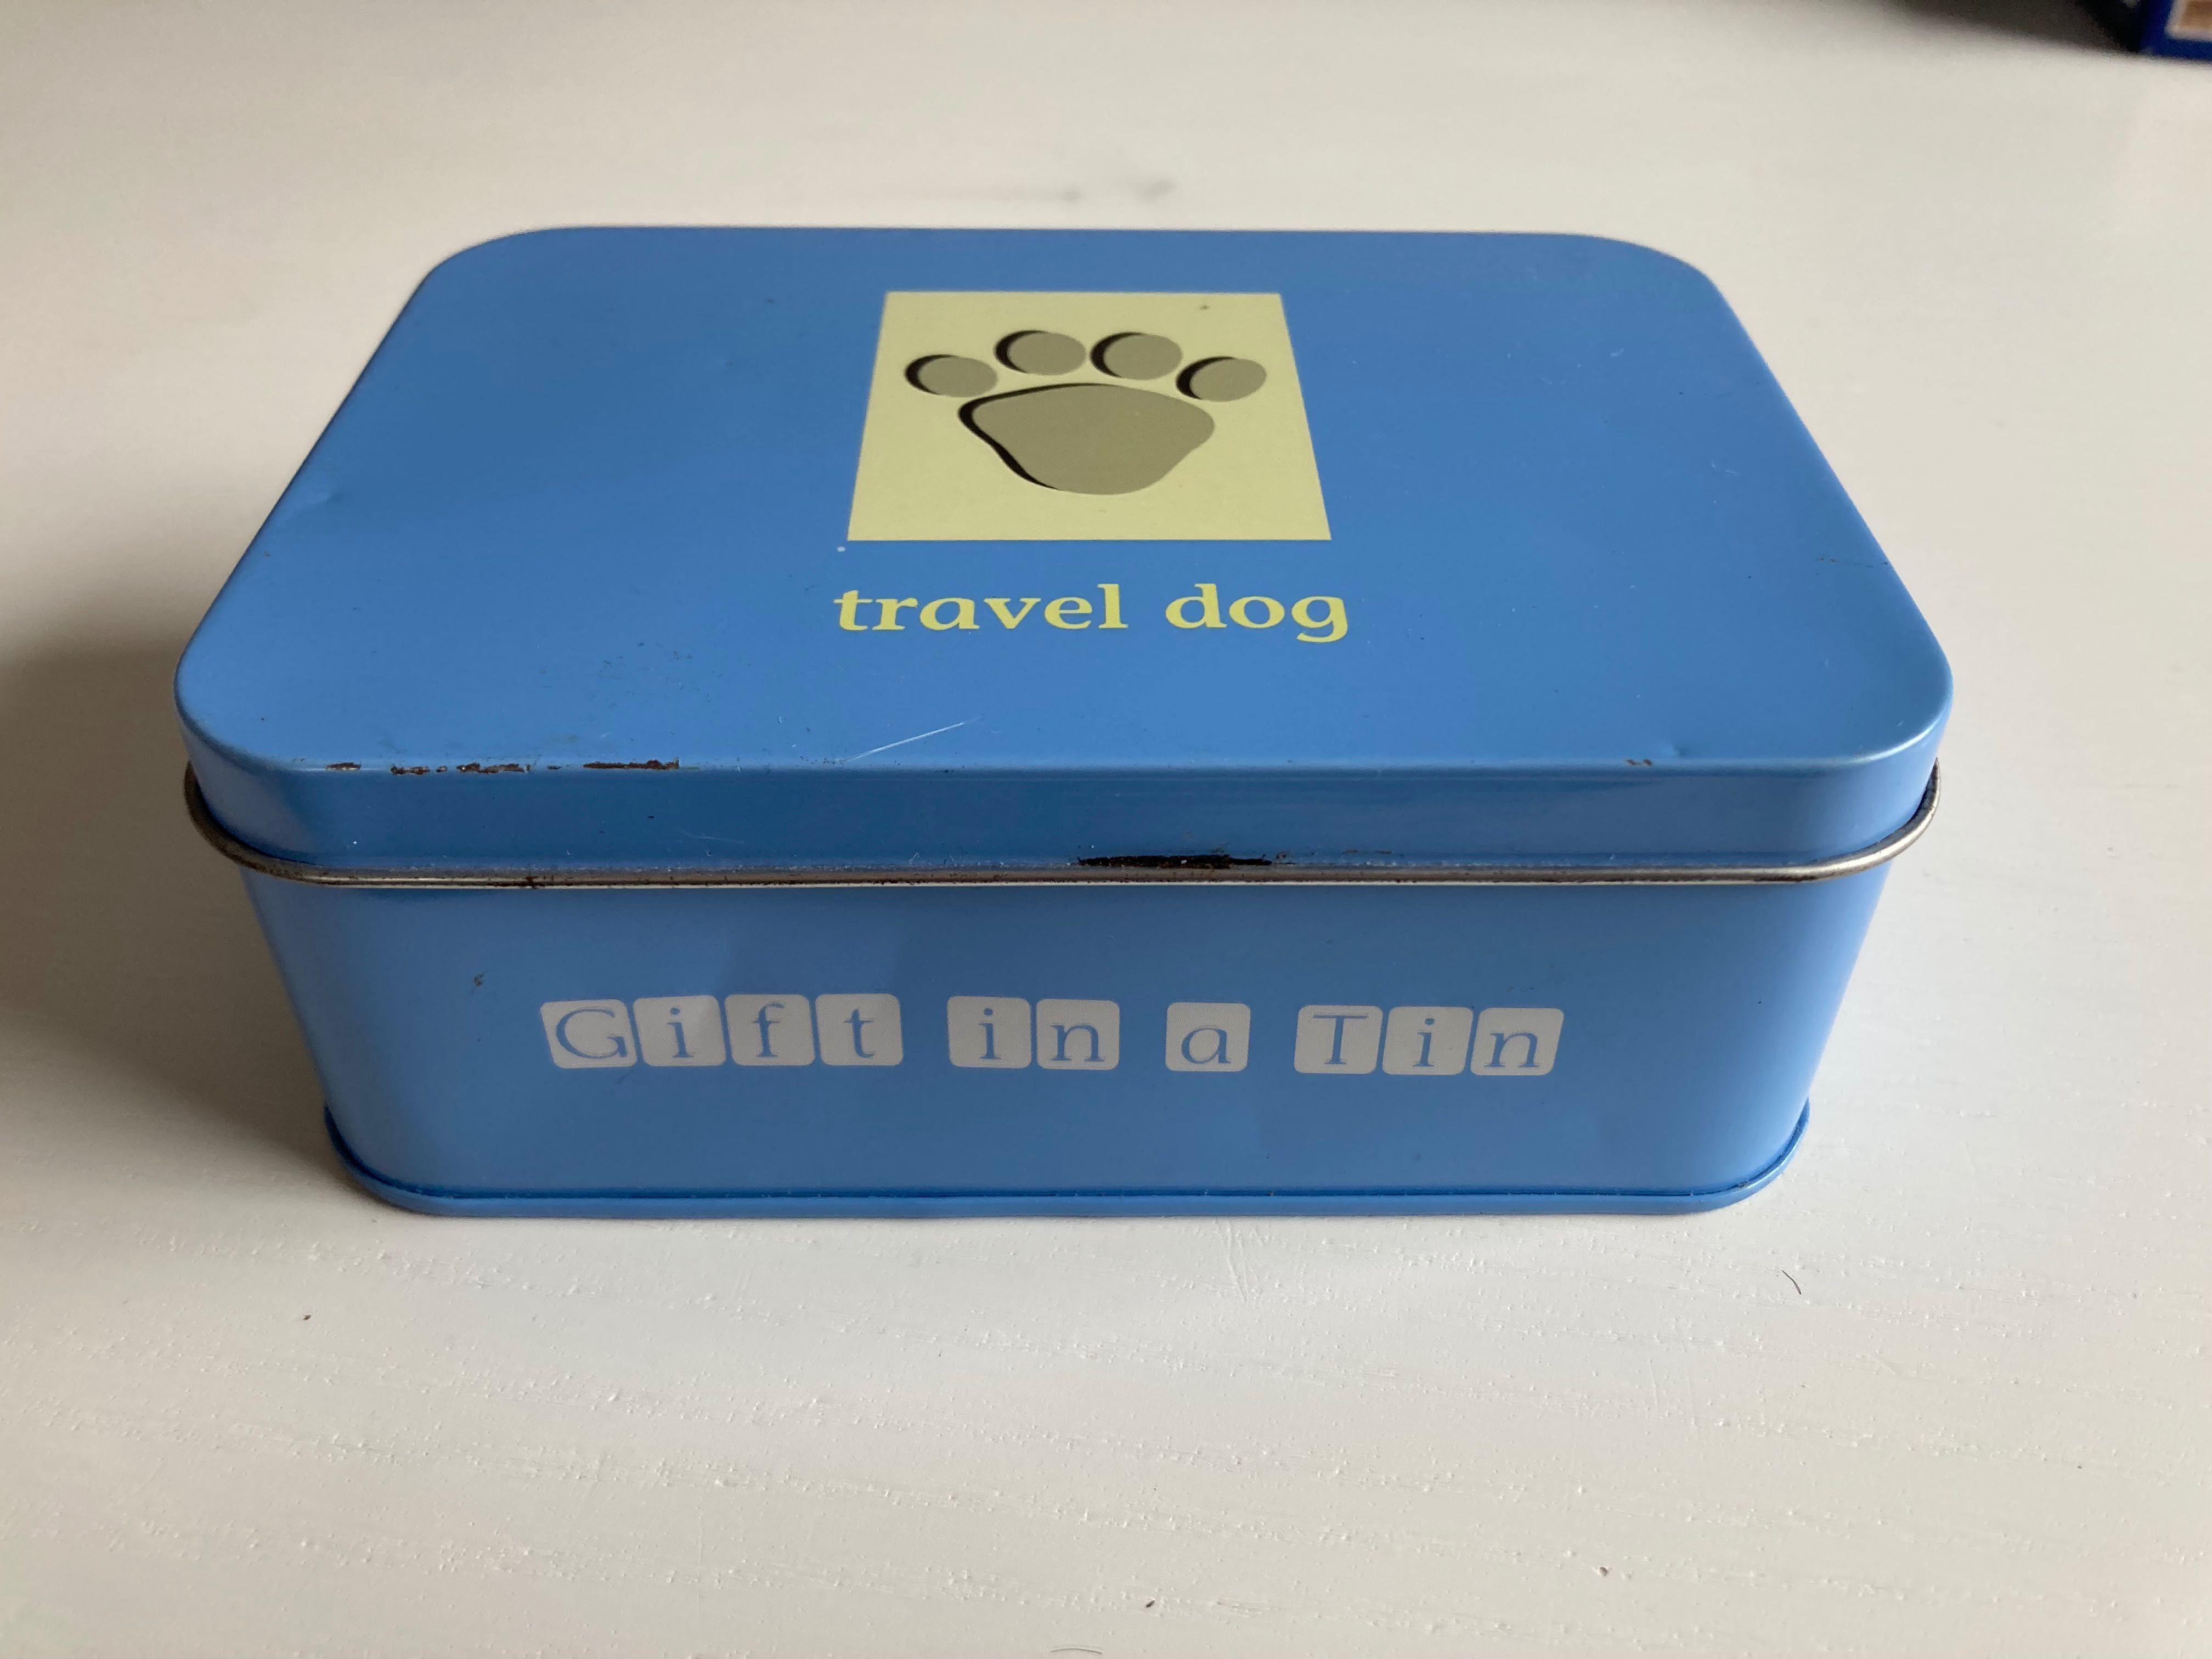 travel dog
Gift in a Tin